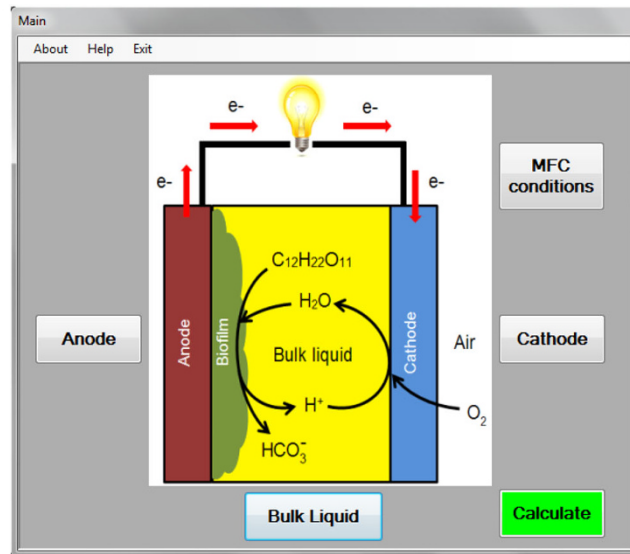 Main
About Help Exit
e-
e-
e-
e-
MFC
conditions
C₁₂H₂₂O₁₁
H₂O
Anode
Anode
Biofilm
Bulk liquid
Cathode
Air
Cathode
H⁺
O₂
HCO₃⁻
Bulk Liquid
Calculate